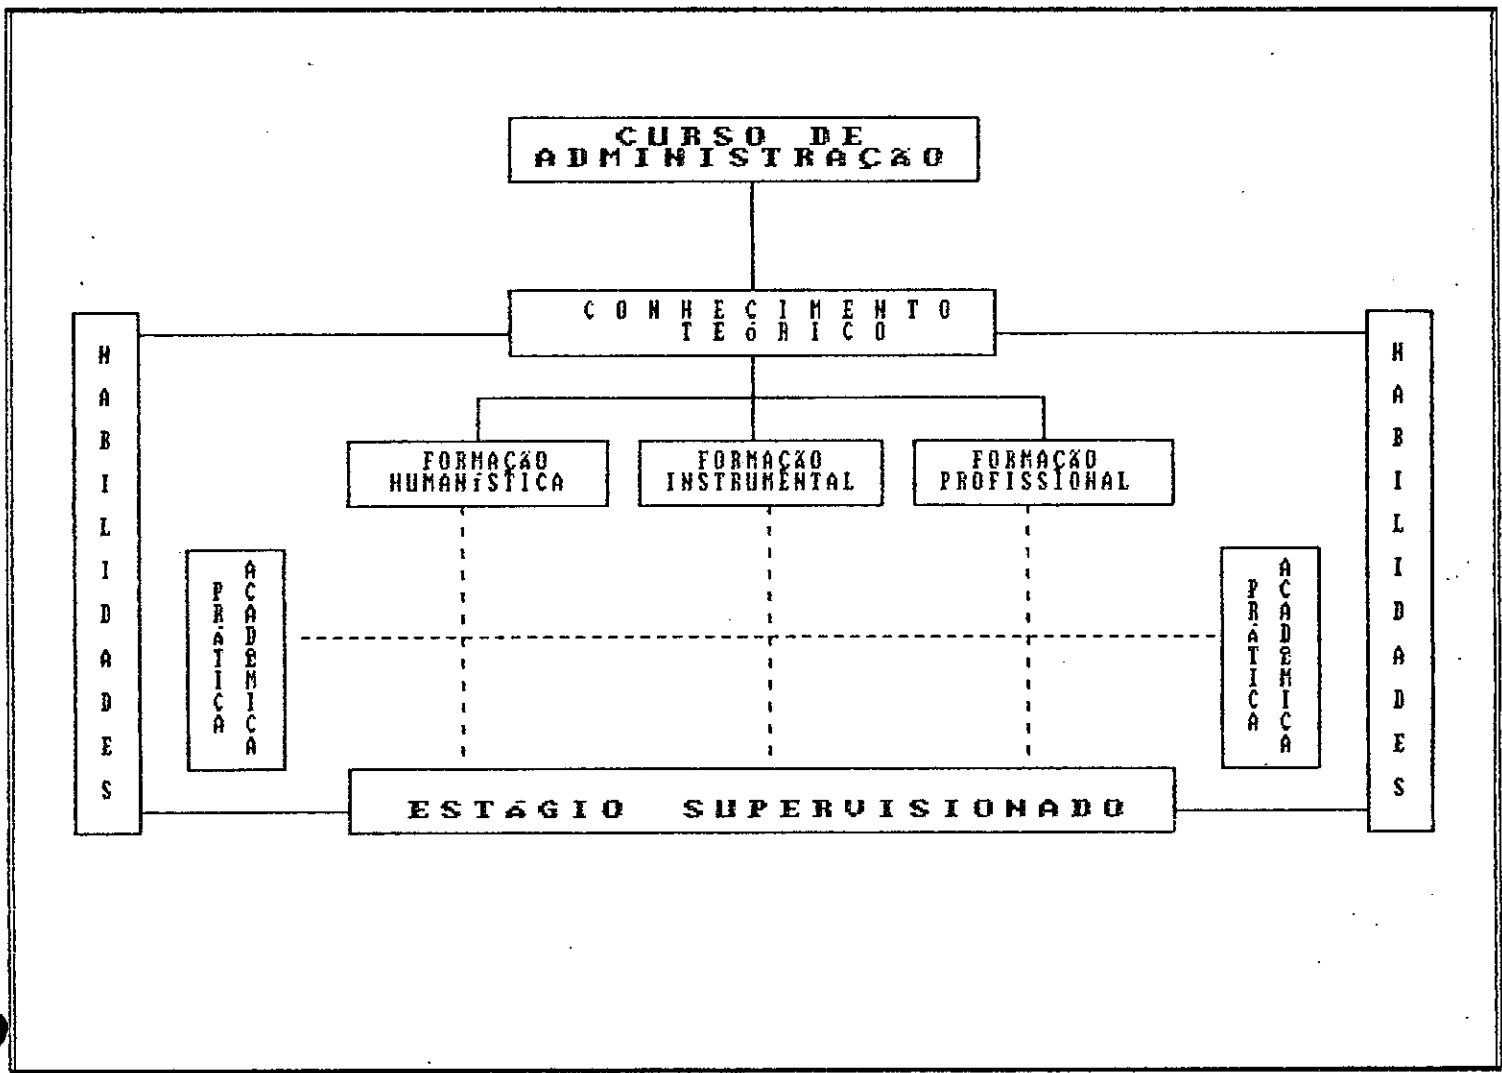 CURSO DE
ADMINISTRAÇÃO
CONHECIMENTO
TEÓRICO
HABILIDADES
HABILIDADES
FORMAÇÃO
HUMANÍSTICA
FORMAÇÃO
INSTRUMENTAL
FORMAÇÃO
PROFISSIONAL
PRÁTICA
ACADÊMICA
PRÁTICA
ACADÊMICA
ESTÁGIO SUPERVISIONADO